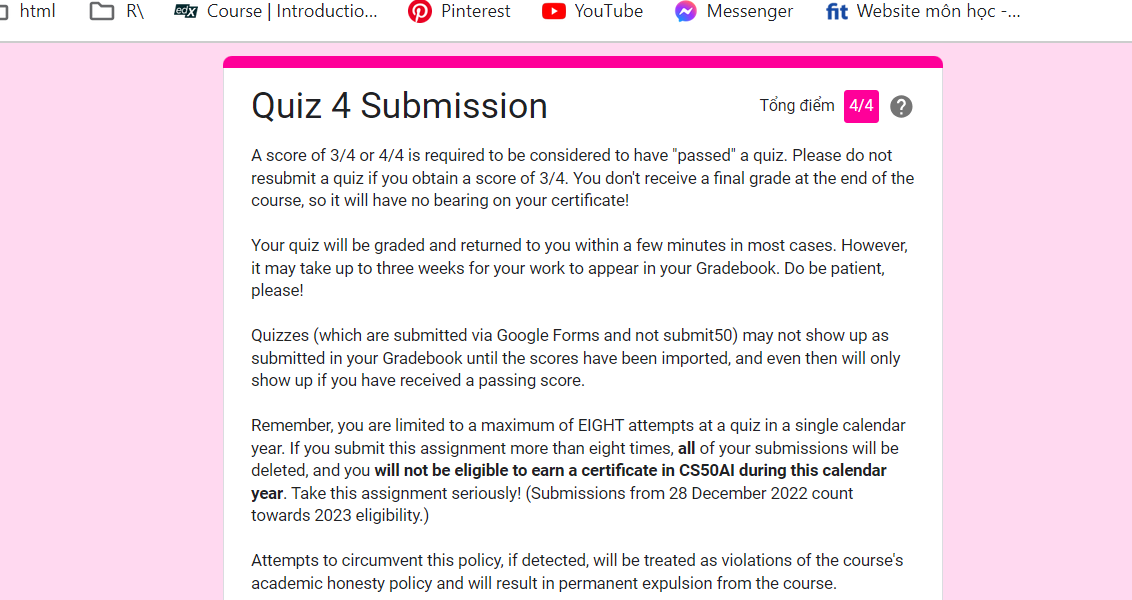 html R\ edX Course | Introductio... Pinterest YouTube Messenger fit Website môn học -...
Quiz 4 Submission
Tổng điểm 4/4 ?
A score of 3/4 or 4/4 is required to be considered to have "passed" a quiz. Please do not
resubmit a quiz if you obtain a score of 3/4. You don't receive a final grade at the end of the
course, so it will have no bearing on your certificate!
Your quiz will be graded and returned to you within a few minutes in most cases. However,
it may take up to three weeks for your work to appear in your Gradebook. Do be patient,
please!
Quizzes (which are submitted via Google Forms and not submit50) may not show up as
submitted in your Gradebook until the scores have been imported, and even then will only
show up if you have received a passing score.
Remember, you are limited to a maximum of EIGHT attempts at a quiz in a single calendar
year. If you submit this assignment more than eight times, all of your submissions will be
deleted, and you will not be eligible to earn a certificate in CS50AI during this calendar
year. Take this assignment seriously! (Submissions from 28 December 2022 count
towards 2023 eligibility.)
Attempts to circumvent this policy, if detected, will be treated as violations of the course's
academic honesty policy and will result in permanent expulsion from the course.